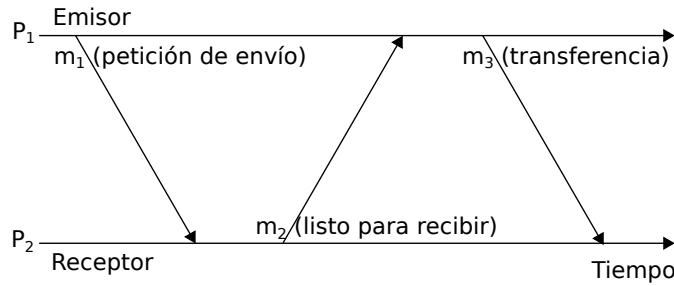 Emisor
P₁
m₁ (petición de envío)
m₃ (transferencia)
m₂ (listo para recibir)
P₂
Receptor
Tiempo